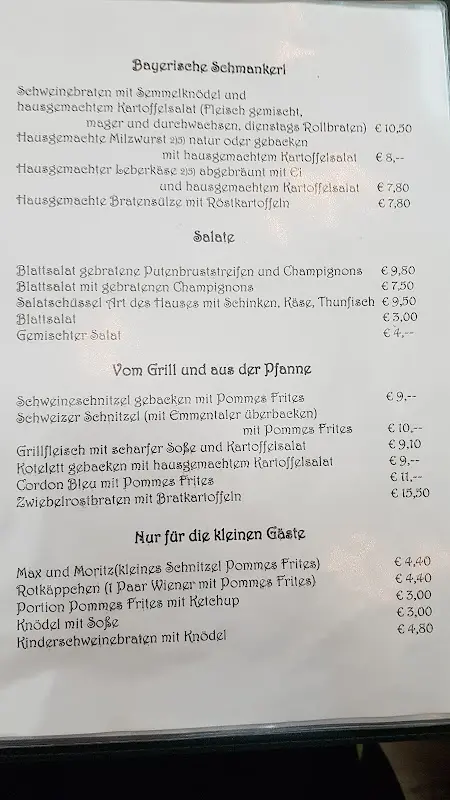 Bayerische Schmankerl
Schweinebraten mit Semmelknödel und
hausgemachtem Kartoffelsalat (Fleisch gemischt,
mager und durchwachsen, dienstags Rollbraten) € 10,50
Hausgemachte Milzwurst 2)5) natur oder gebacken
mit hausgemachtem Kartoffelsalat € 8,--
Hausgemachter Leberkäse 2)5) abgebräunt mit Ei
und hausgemachtem Kartoffelsalat € 7,80
Hausgemachte Bratensülze mit Röstkartoffeln € 7,80
Salate
Blattsalat gebratene Putenbruststreifen und Champignons € 9,80
Blattsalat mit gebratenen Champignons € 7,50
Salatschüssel Art des Hauses mit Schinken, Käse, Thunfisch € 9,50
Blattsalat € 3,00
Gemischter Salat € 4,--
Vom Grill und aus der Pfanne
Schweineschnitzel gebacken mit Pommes Frites € 9,--
Schweizer Schnitzel (mit Emmentaler überbacken)
mit Pommes Frites € 10,--
Grillfleisch mit scharfer Soße und Kartoffelsalat € 9,10
Kotelett gebacken mit hausgemachtem Kartoffelsalat € 9,--
Cordon Bleu mit Pommes Frites € 11,--
Zwiebelrostbraten mit Bratkartoffeln € 15,50
Nur für die kleinen Gäste
Max und Moritz(kleines Schnitzel Pommes Frites) € 4,40
Rotkäppchen (1 Paar Wiener mit Pommes Frites) € 4,40
Portion Pommes Frites mit Ketchup € 3,00
Knödel mit Soße € 3,00
Kinderschweinebraten mit Knödel € 4,80